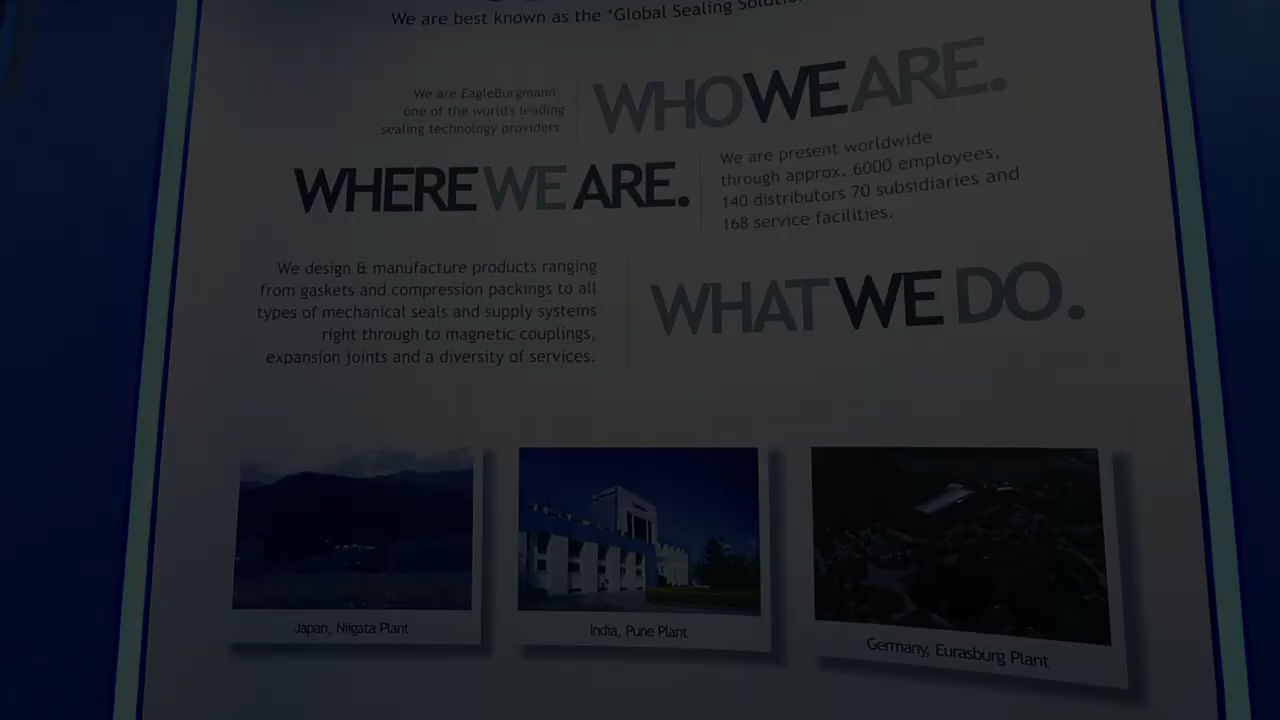 We are best known as the ‘Global Sealing
We are EagleBurgmann -
one of the world's leading
sealing technology providers.
WHO WE ARE.
WHERE WE ARE.
We are present worldwide
through approx. 6000 employees,
140 distributors 70 subsidiaries and
168 service facilities.
We design & manufacture products ranging
from gaskets and compression packings to all
types of mechanical seals and supply systems
right through to magnetic couplings,
expansion joints and a diversity of services.
WHAT WE DO.
Japan, Niigata Plant
India, Pune Plant
Germany, Eurasburg Plant